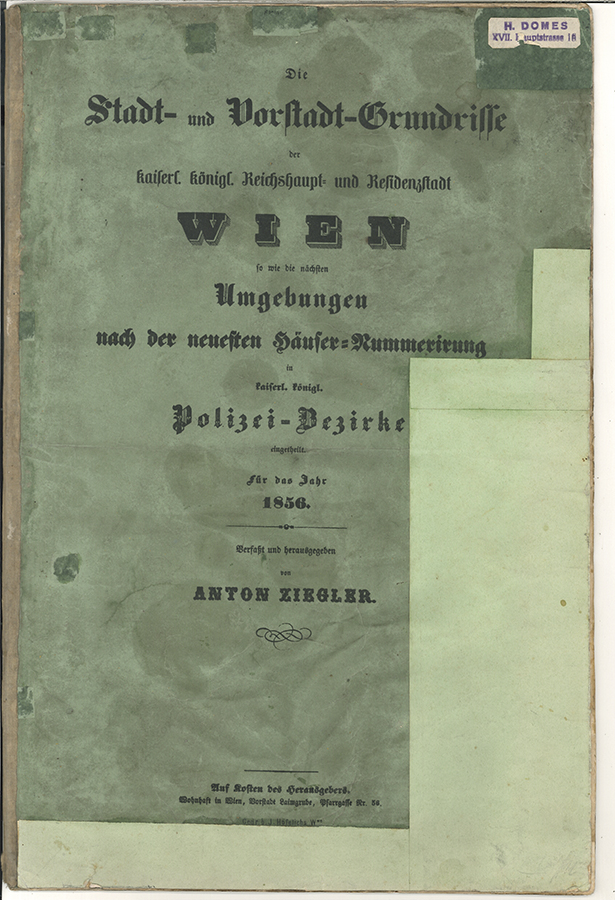 H. DOMES
XVII. Hauptstrasse 18
Die
Stadt- und Vorstadt-Grundrisse
der
kaiserl. königl. Reichshaupt- und Residenzstadt
WIEN
so wie die nächsten
Umgebungen
nach der neuesten Häuser-Nummerirung
in
kaiserl. königl.
Polizei-Bezirke
eingetheilt.
Für das Jahr
1856.
Verfaßt und herausgegeben
von
ANTON ZIEGLER.
Auf Kosten des Herausgebers.
Wohnhaft in Wien, Vorstadt Laimgrube, Pfarrgasse Nr. 58.